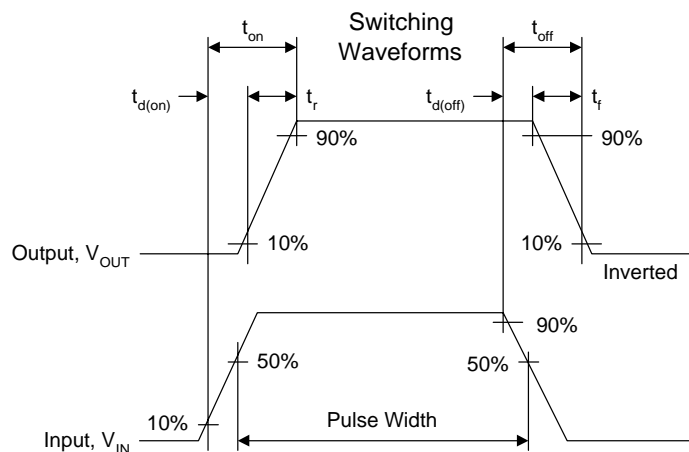 Switching
Waveforms
t_on
t_off
t_d(on)
t_r
t_d(off)
t_f
90%
90%
10%
10%
Output, V_OUT
Inverted
90%
50%
50%
10%
Pulse Width
Input, V_IN